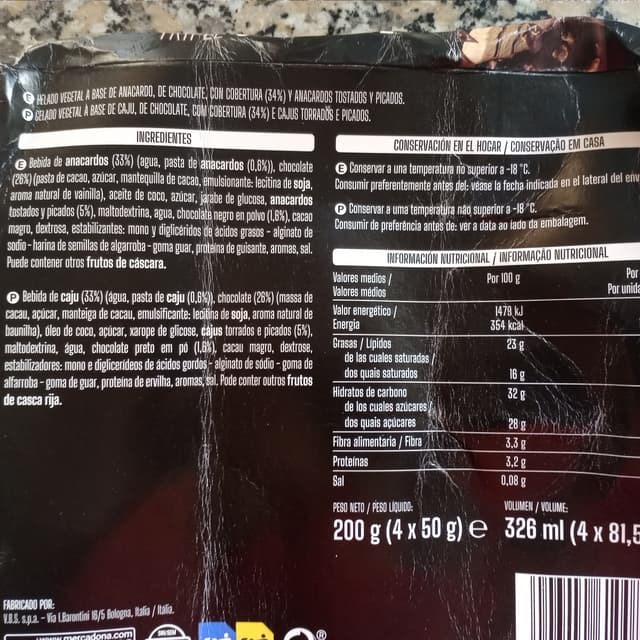 Ⓔ HELADO VEGETAL A BASE DE ANACARDO, DE CHOCOLATE, CON COBERTURA (34%) Y ANACARDOS TOSTADOS Y PICADOS.
Ⓟ GELADO VEGETAL À BASE DE CAJU, DE CHOCOLATE, COM COBERTURA (34%) E CAJUS TORRADOS E PICADOS.
INGREDIENTES
Ⓔ Bebida de anacardos (33%) (agua, pasta de anacardos (0,8%)), chocolate
(26%) (pasta de cacao, azúcar, mantequilla de cacao, emulsionante: lecitina de soja,
aroma natural de vainilla), aceite de coco, azúcar, jarabe de glucosa, anacardos
tostados y picados (5%), maltodextrina, agua, chocolate negro en polvo (1,6%), cacao
magro, dextrosa, estabilizantes: mono y diglicéridos de ácidos grasos - alginato de
sodio - harina de semillas de algarroba - goma guar, proteína de guisante, aromas, sal.
Puede contener otros frutos de cáscara.
Ⓟ Bebida de caju (33%) (água, pasta de caju (0,8%)), chocolate (26%) (massa de
cacau, açúcar, manteiga de cacau, emulsificante: lecitina de soja, aroma natural de
baunilha), óleo de coco, açúcar, xarope de glicose, cajus torrados e picados (5%),
maltodextrina, água, chocolate preto em pó (1,6%), cacau magro, dextrose,
estabilizadores: mono e diglicerídeos de ácidos gordos - alginato de sódio - goma de
alfarroba - goma de guar, proteína de ervilha, aromas, sal. Pode conter outros frutos
de casca rija.
CONSERVACIÓN EN EL HOGAR / CONSERVAÇÃO EM CASA
Ⓔ Conservar a una temperatura no superior a -18 °C.
Consumir preferentemente antes del: véase la fecha indicada en el lateral del env
Ⓟ Conservar a uma temperatura não superior a -18 °C.
Consumir de preferência antes de: ver a data ao lado da embalagem.
INFORMACIÓN NUTRICIONAL / INFORMAÇÃO NUTRICIONAL
Valores medios / Por 100 g Por
Valores médios Por unida
Valor energético / 1479 kJ
Energia 354 kcal
Grasas / Lípidos 23 g
de las cuales saturadas /
dos quais saturados 16 g
Hidratos de carbono 32 g
de los cuales azúcares /
dos quais açúcares 28 g
Fibra alimentaria / Fibra 3,3 g
Proteínas 3,2 g
Sal 0,08 g
PESO NETO / PESO LÍQUIDO: VOLUMEN / VOLUME:
200 g (4 x 50 g) e 326 ml (4 x 81,5
FABRICADO POR:
V.B.S. s.p.a. - Via L.Barontini 16/5 Bologna, Italia / Itália.
www.mercadona.com